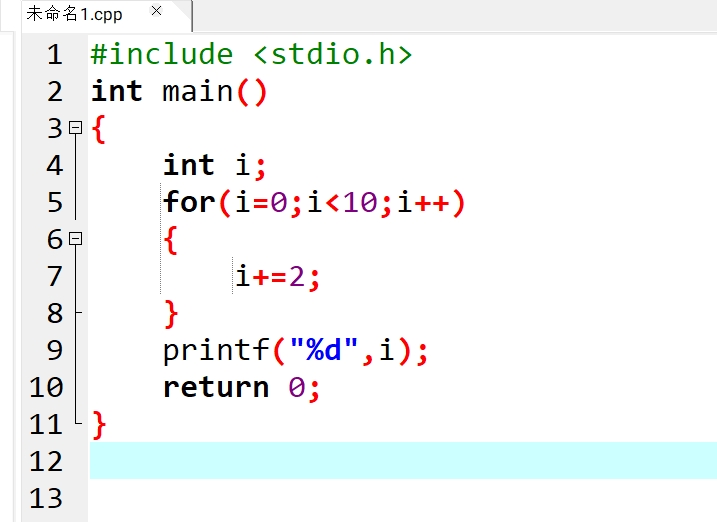 未命名1.cpp ×
1 #include <stdio.h>
2 int main()
3 {
4     int i;
5     for(i=0;i<10;i++)
6     {
7         i+=2;
8     }
9     printf("%d",i);
10     return 0;
11 }
12
13